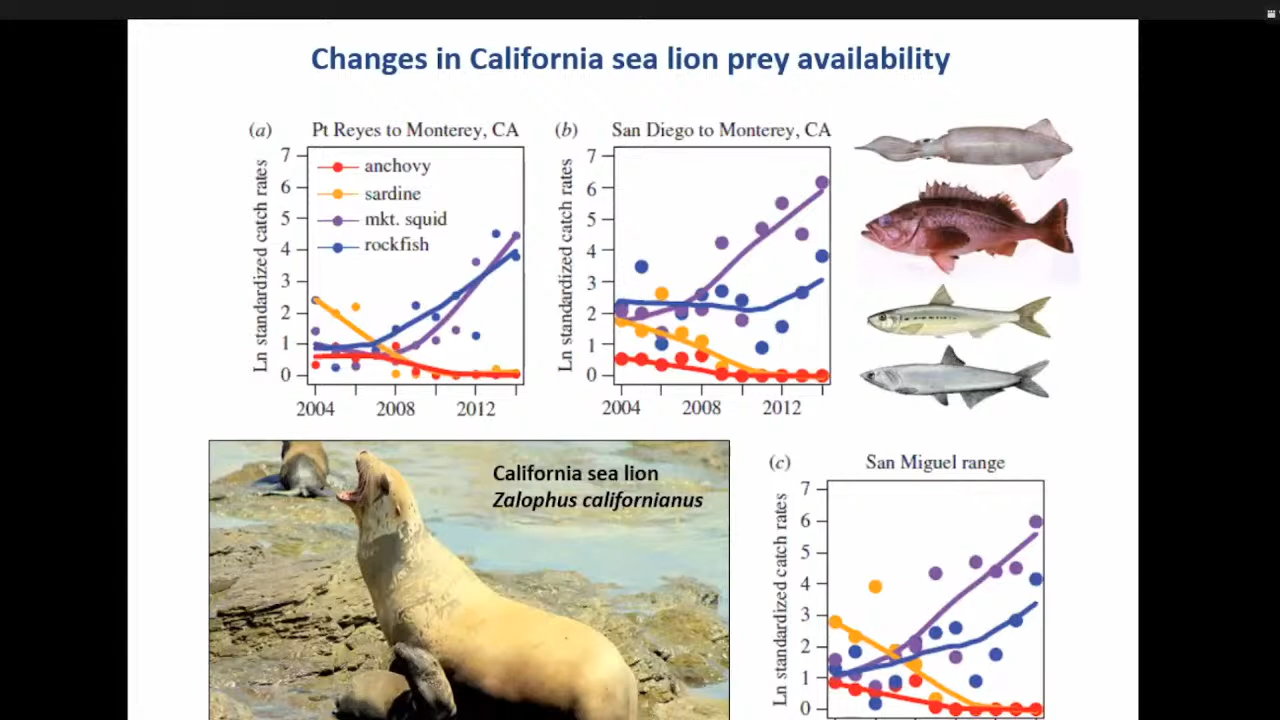 Changes in California sea lion prey availability
(a) Pt Reyes to Monterey, CA
Ln standardized catch rates
7
6
5
4
3
2
1
0
anchovy
sardine
mkt. squid
rockfish
2004 2008 2012
(b) San Diego to Monterey, CA
Ln standardized catch rates
7
6
5
4
3
2
1
0
2004 2008 2012
California sea lion
Zalophus californianus
(c) San Miguel range
Ln standardized catch rates
7
6
5
4
3
2
1
0